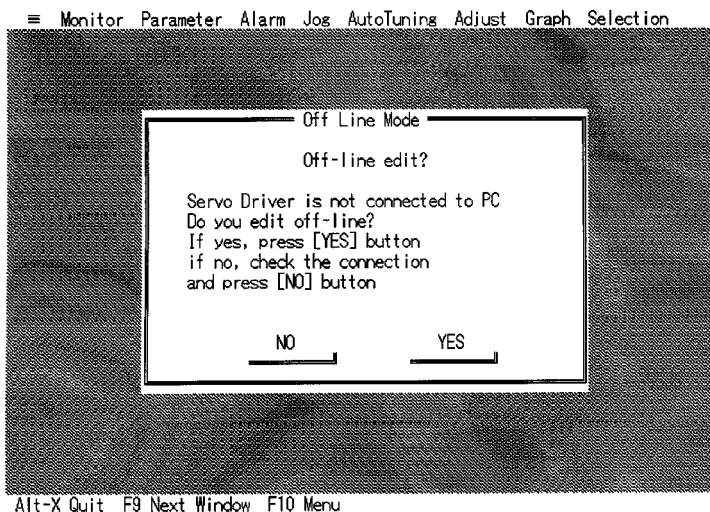 ≡ Monitor Parameter Alarm Jog AutoTuning Adjust Graph Selection
Off Line Mode
Off-line edit?
Servo Driver is not connected to PC
Do you edit off-line?
If yes, press [YES] button
if no, check the connection
and press [NO] button
NO YES
Alt-X Quit F9 Next Window F10 Menu